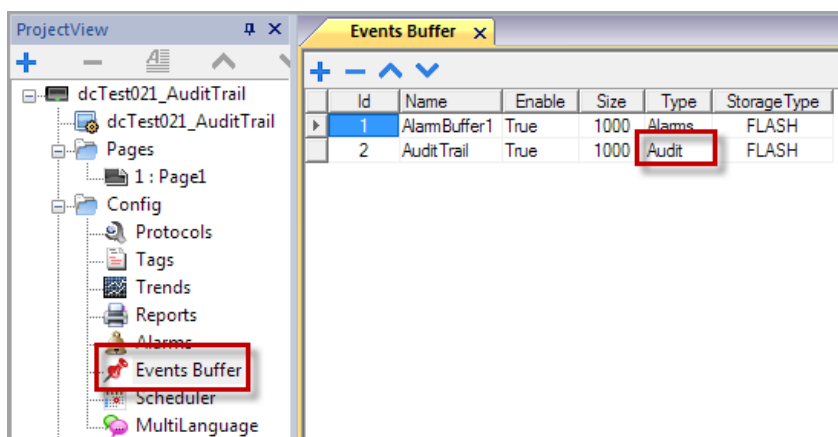 ProjectView
dcTest021_AuditTrail
dcTest021_AuditTrail
Pages
1 : Page1
Config
Protocols
Tags
Trends
Reports
Alarms
Events Buffer
Scheduler
MultiLanguage
Events Buffer
Id Name Enable Size Type StorageType
1 AlarmBuffer1 True 1000 Alarms FLASH
2 AuditTrail True 1000 Audit FLASH